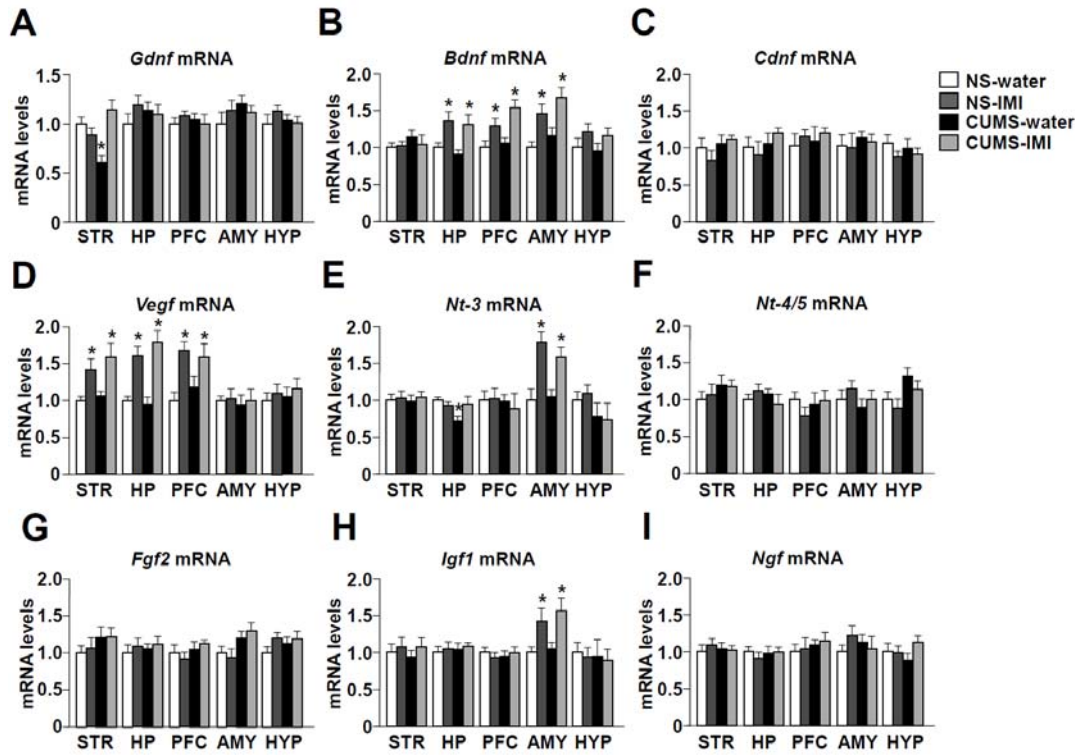 A
Gdnf mRNA
mRNA levels
1.5
1.0
0.5
0
STR HP PFC AMY HYP
*
B
Bdnf mRNA
mRNA levels
2.0
1.5
1.0
0.5
0
STR HP PFC AMY HYP
* * * * * *
C
Cdnf mRNA
mRNA levels
2.0
1.5
1.0
0.5
0
STR HP PFC AMY HYP
NS-water
NS-IMI
CUMS-water
CUMS-IMI
D
Vegf mRNA
mRNA levels
2.0
1.5
1.0
0.5
0
STR HP PFC AMY HYP
* * * * * *
E
Nt-3 mRNA
mRNA levels
2.0
1.5
1.0
0.5
0
STR HP PFC AMY HYP
* * *
F
Nt-4/5 mRNA
mRNA levels
2.0
1.5
1.0
0.5
0
STR HP PFC AMY HYP
G
Fgf2 mRNA
mRNA levels
2.0
1.5
1.0
0.5
0
STR HP PFC AMY HYP
H
Igf1 mRNA
mRNA levels
2.0
1.5
1.0
0.5
0
STR HP PFC AMY HYP
* *
I
Ngf mRNA
mRNA levels
2.0
1.5
1.0
0.5
0
STR HP PFC AMY HYP